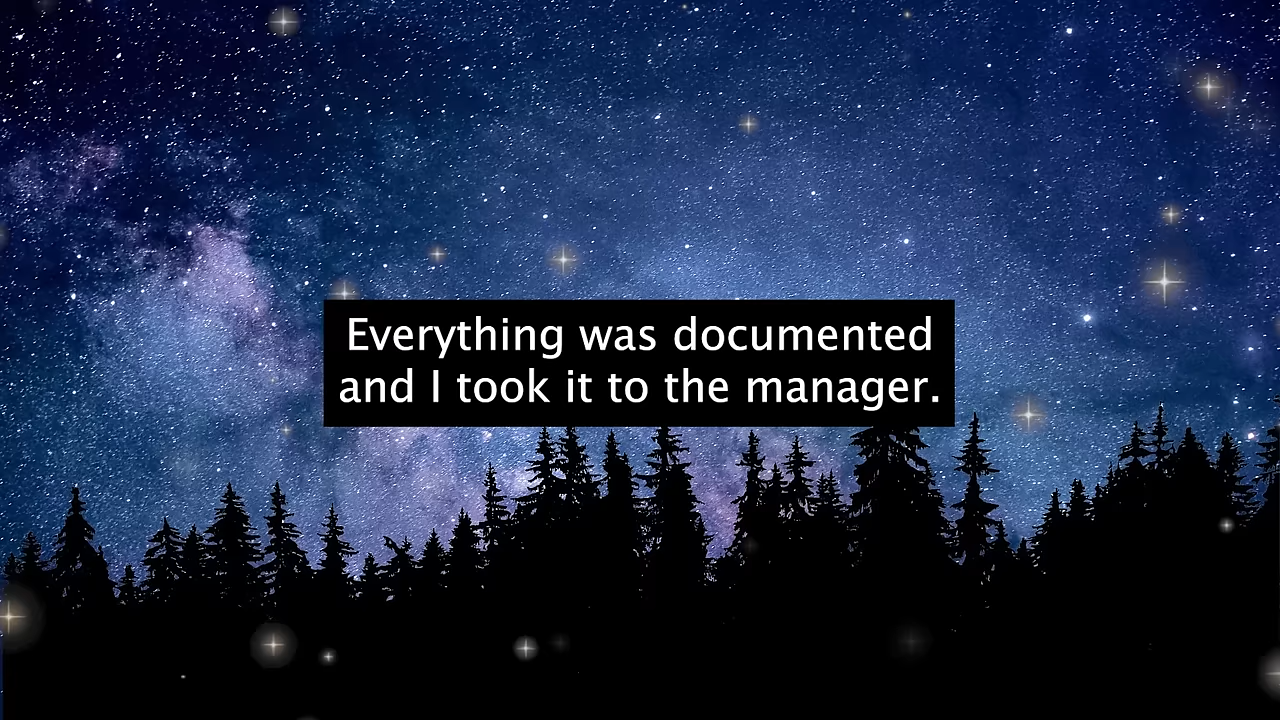 Everything was documented
and I took it to the manager.